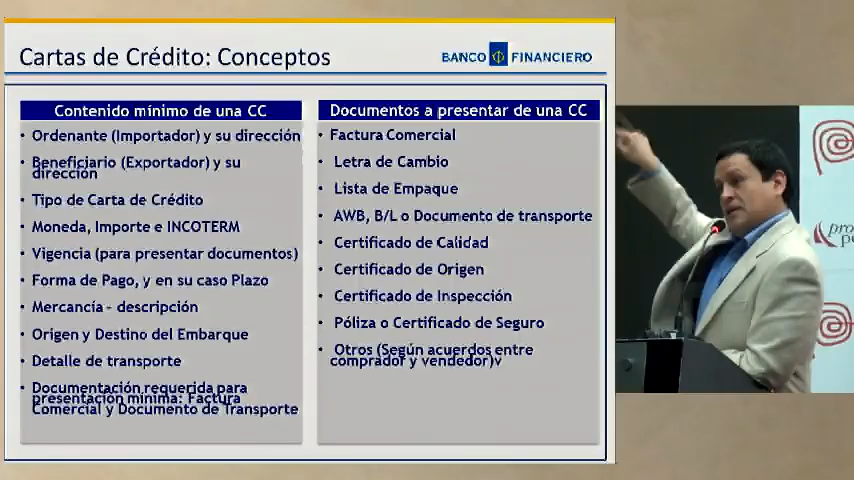 Cartas de Crédito: Conceptos
BANCO FINANCIERO
Contenido mínimo de una CC
• Ordenante (Importador) y su dirección
• Beneficiario (Exportador) y su
dirección
• Tipo de Carta de Crédito
• Moneda, Importe e INCOTERM
• Vigencia (para presentar documentos)
• Forma de Pago, y en su caso Plazo
• Mercancía - descripción
• Origen y Destino del Embarque
• Detalle de transporte
• Documentación requerida para
presentación mínima: Factura
Comercial y Documento de Transporte
Documentos a presentar de una CC
• Factura Comercial
• Letra de Cambio
• Lista de Empaque
• AWB, B/L o Documento de transporte
• Certificado de Calidad
• Certificado de Origen
• Certificado de Inspección
• Póliza o Certificado de Seguro
• Otros (Según acuerdos entre
comprador y vendedor)v